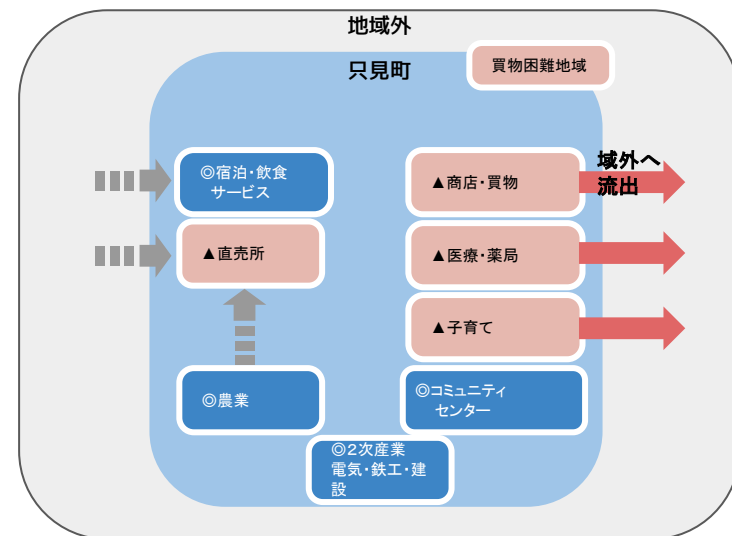 地域外
只見町
買物困難地域
◎宿泊・飲食
サービス
▲直売所
◎農業
◎2次産業
電気・鉄工・建
設
▲商店・買物
▲医療・薬局
▲子育て
◎コミュニティ
センター
域外へ
流出